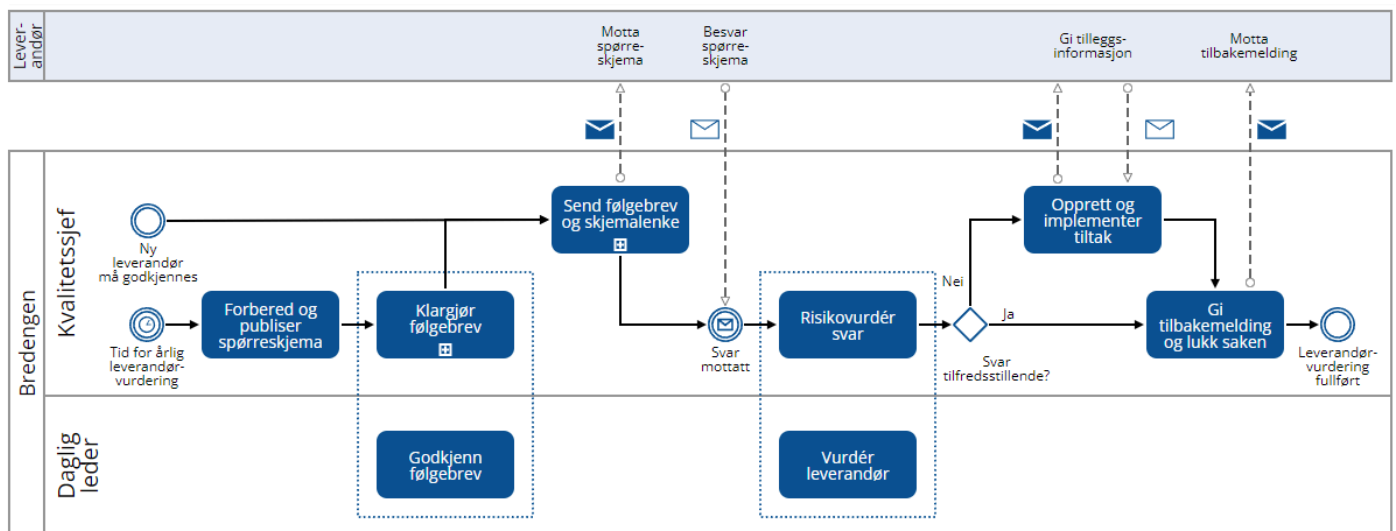 Lever-
andør
Motta
spørre-
skjema
Besvar
spørre-
skjema
Gi tilleggs-
informasjon
Motta
tilbakemelding
Bredengen
Kvalitetssjef
Ny
leverandør
må godkjennes
Tid for årlig
leverandør-
vurdering
Forbered og
publiser
spørreskjema
Klargjør
følgebrev
Send følgebrev
og skjemalenke
Svar
mottatt
Risikovurdér
svar
Nei
Ja
Svar
tilfredsstillende?
Opprett og
implementer
tiltak
Gi
tilbakemelding
og lukk saken
Leverandør-
vurdering
fullført
Daglig
leder
Godkjenn
følgebrev
Vurdér
leverandør